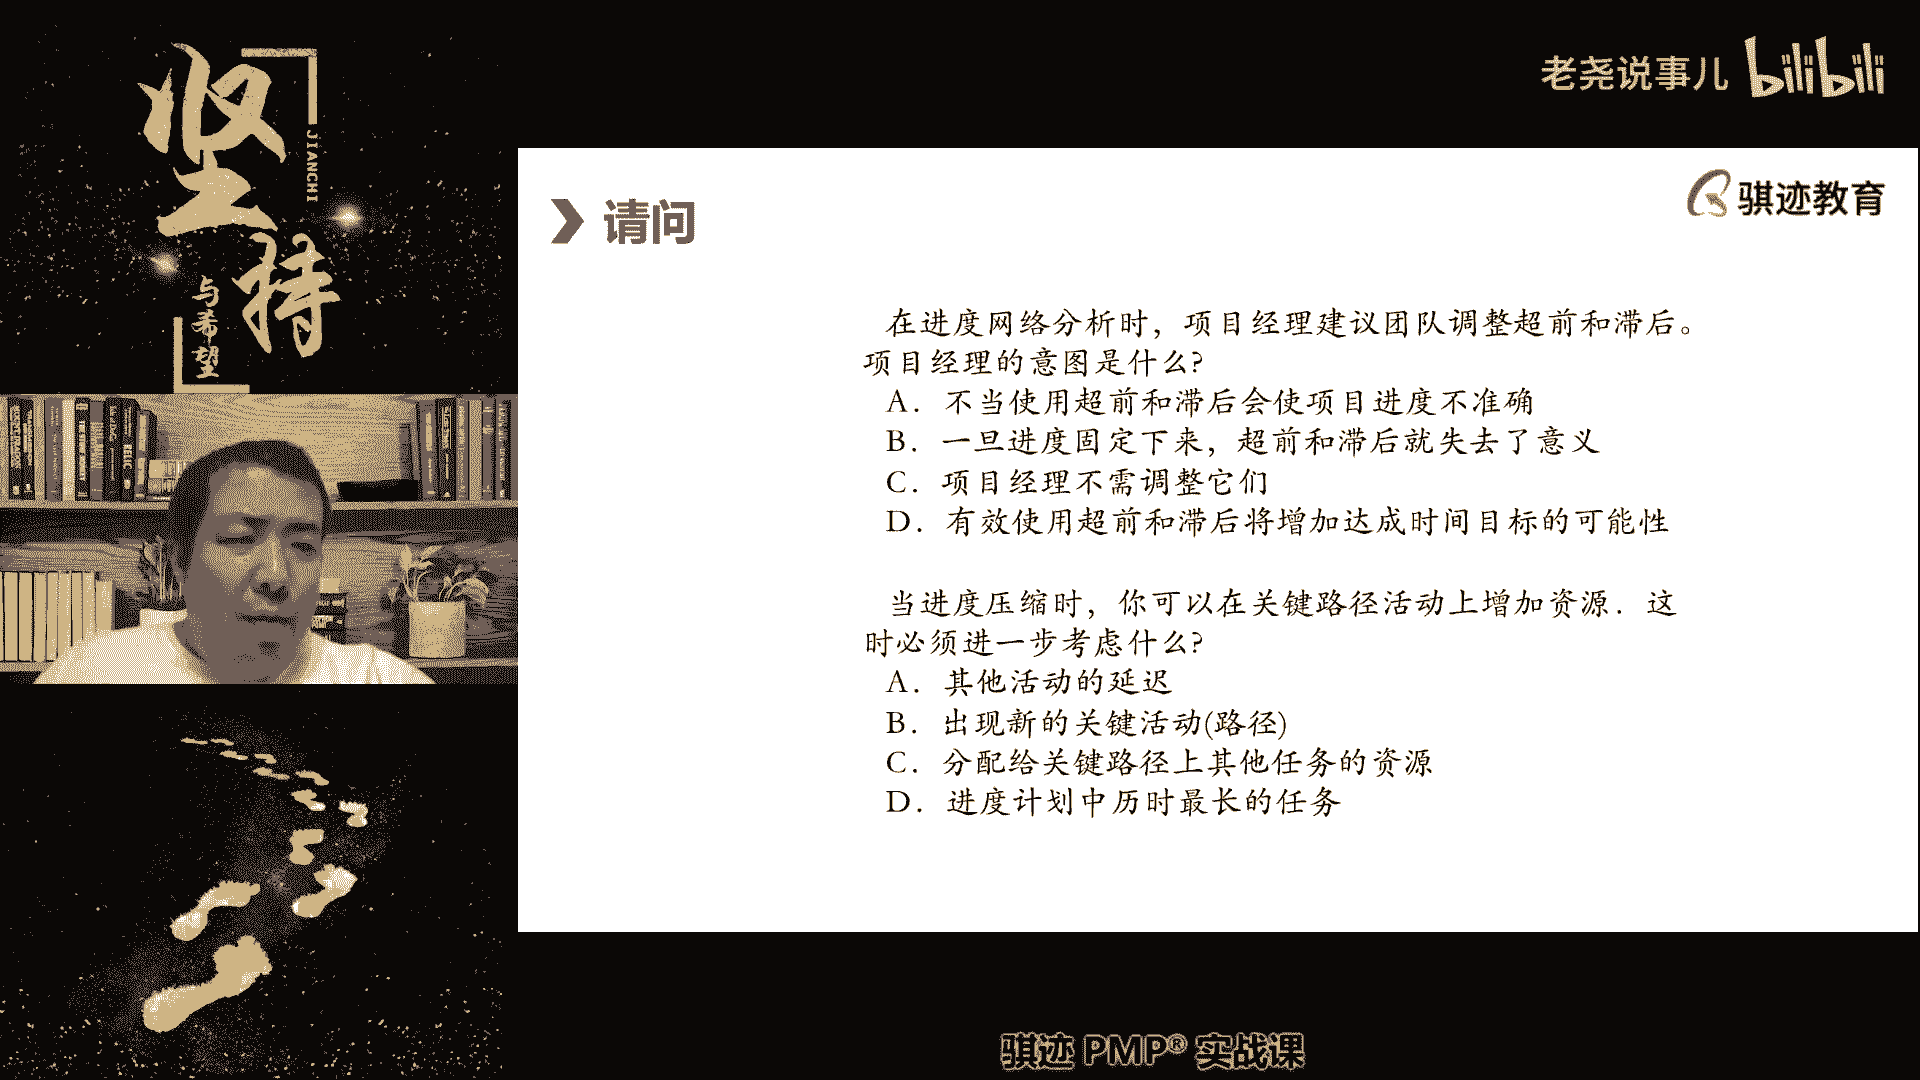 坚持
JIANCHI
与希望
老尧说事儿 bilibili
骐迹教育
请问
在进度网络分析时，项目经理建议团队调整超前和滞后。
项目经理的意图是什么?
A. 不当使用超前和滞后会使项目进度不准确
B. 一旦进度固定下来，超前和滞后就失去了意义
C. 项目经理不需调整它们
D. 有效使用超前和滞后将增加达成时间目标的可能性
当进度压缩时，你可以在关键路径活动上增加资源. 这
时必须进一步考虑什么?
A. 其他活动的延迟
B. 出现新的关键活动(路径)
C. 分配给关键路径上其他任务的资源
D. 进度计划中历时最长的任务
骐迹 PMP® 实战课